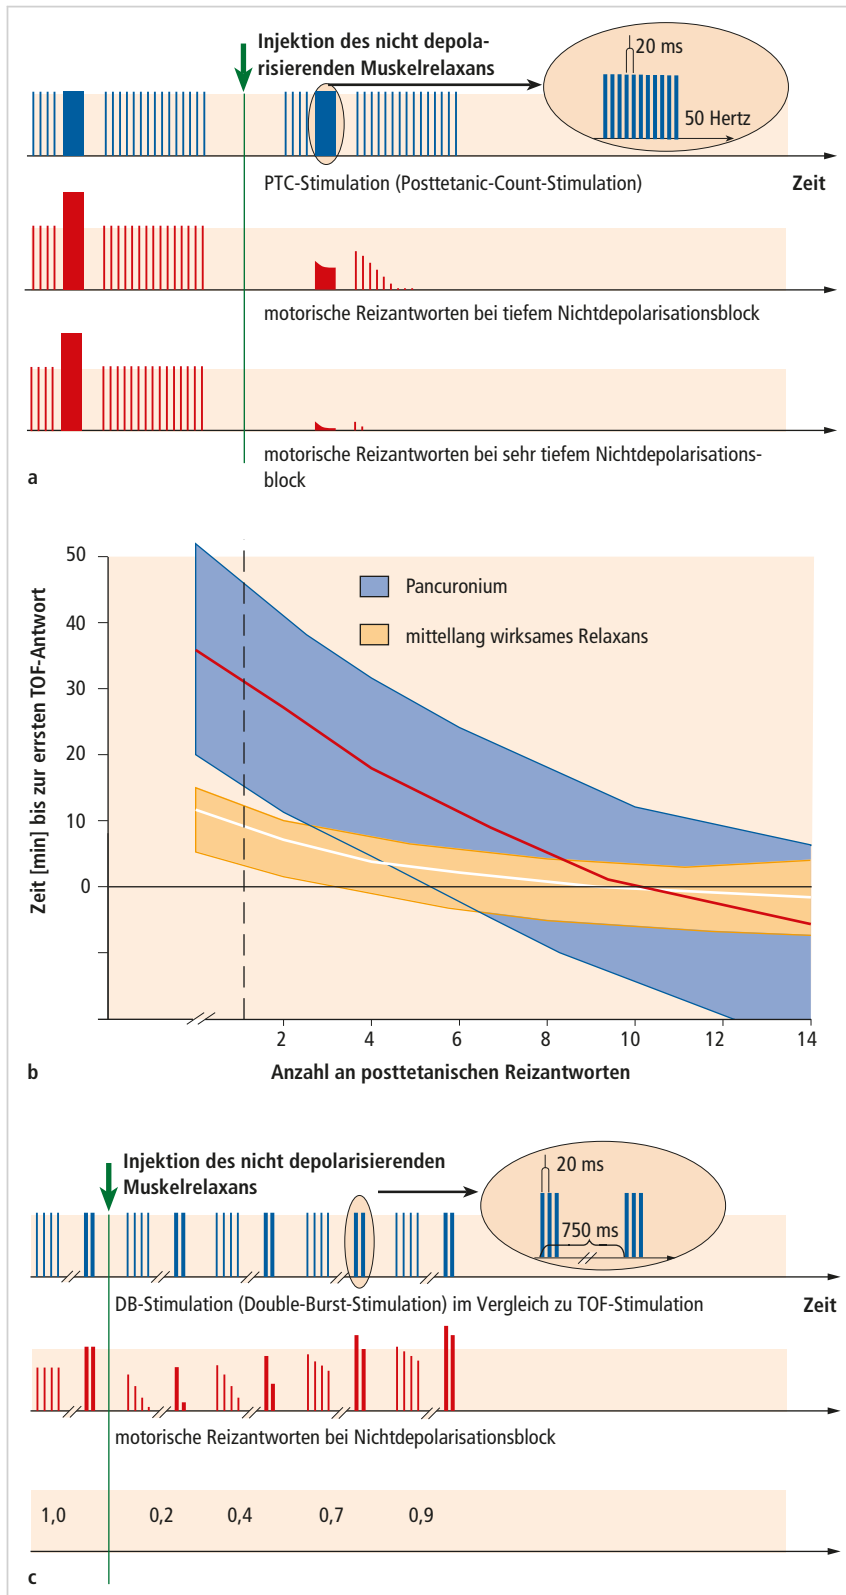 Injektion des nicht depola-
risierenden Muskelrelaxans
20 ms
50 Hertz
PTC-Stimulation (Posttetanic-Count-Stimulation)
Zeit
motorische Reizantworten bei tiefem Nichtdepolarisationsblock
motorische Reizantworten bei sehr tiefem Nichtdepolarisations-
block
a
Zeit [min] bis zur errsten TOF-Antwort
50
40
30
20
10
0
Pancuronium
mittellang wirksames Relaxans
2 4 6 8 10 12 14
Anzahl an posttetanischen Reizantworten
b
Injektion des nicht depolarisierenden
Muskelrelaxans
20 ms
750 ms
DB-Stimulation (Double-Burst-Stimulation) im Vergleich zu TOF-Stimulation
Zeit
motorische Reizantworten bei Nichtdepolarisationsblock
1,0 0,2 0,4 0,7 0,9
c